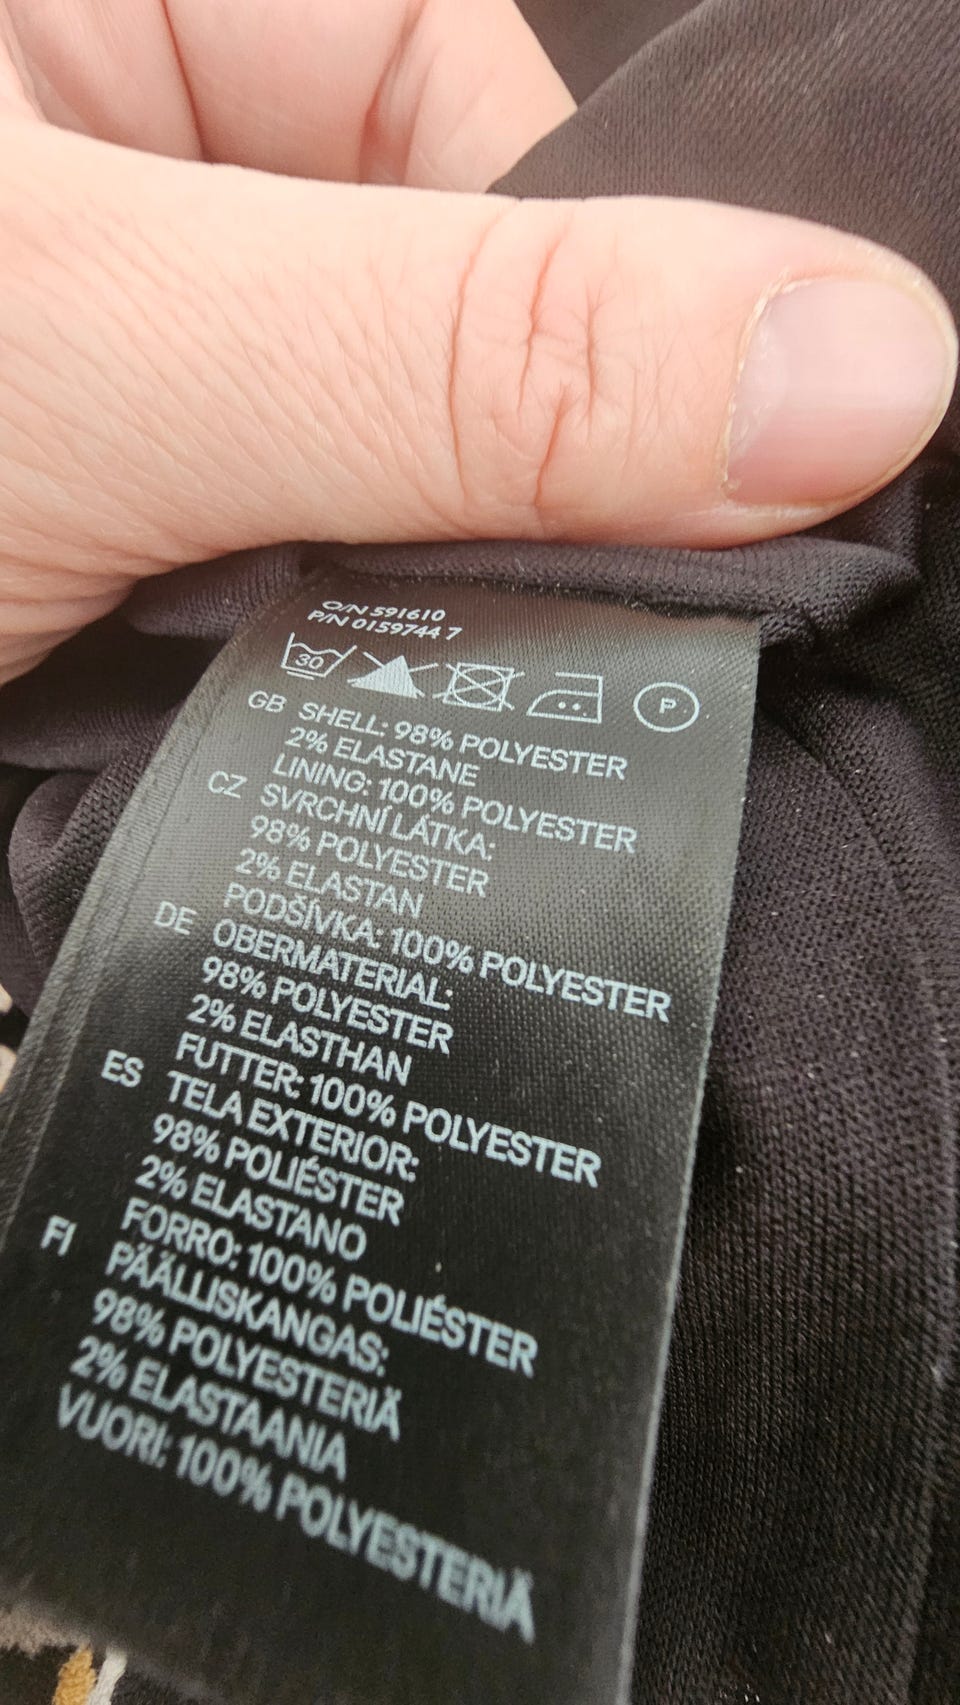 O/N 591610
P/N 0159744 7
30 P
GB SHELL: 98% POLYESTER
2% ELASTANE
LINING: 100% POLYESTER
CZ SVRCHNÍ LÁTKA:
98% POLYESTER
2% ELASTAN
PODŠÍVKA: 100% POLYESTER
DE OBERMATERIAL:
98% POLYESTER
2% ELASTHAN
FUTTER: 100% POLYESTER
ES TELA EXTERIOR:
98% POLIÉSTER
2% ELASTANO
FORRO: 100% POLIÉSTER
FI PÄÄLLISKANGAS:
98% POLYESTERIÄ
2% ELASTAANIA
VUORI: 100% POLYESTERIÄ